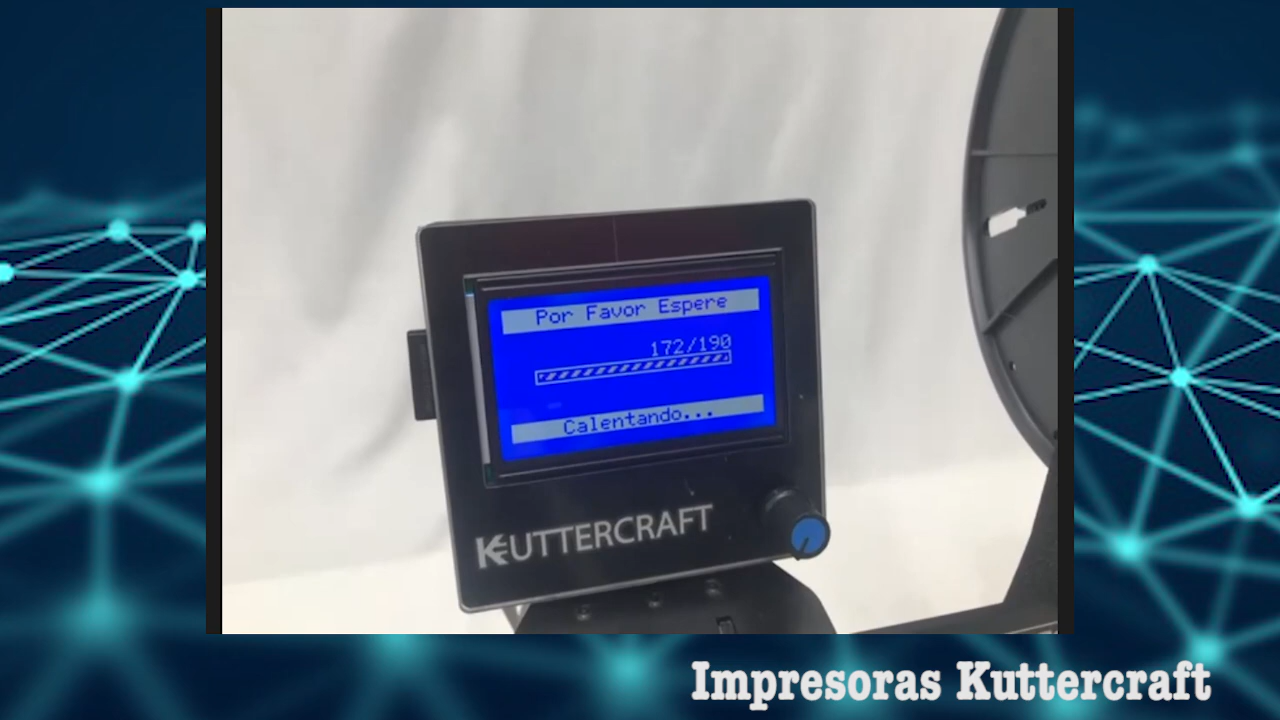 Por Favor Espere
172/190
Calentando...
KUTTERCRAFT
Impresoras Kuttercraft